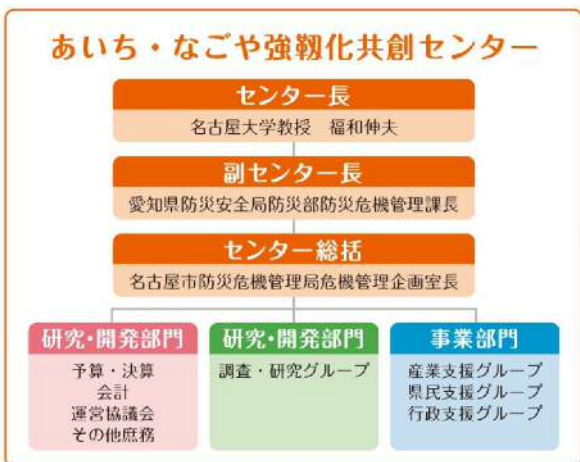 あいち・なごや強靱化共創センター
センター長
名古屋大学教授　福和伸夫
副センター長
愛知県防災安全局防災部防災危機管理課長
センター総括
名古屋市防災危機管理局危機管理企画室長
研究・開発部門
予算・決算
会計
運営協議会
その他庶務
研究・開発部門
調査・研究グループ
事業部門
産業支援グループ
県民支援グループ
行政支援グループ